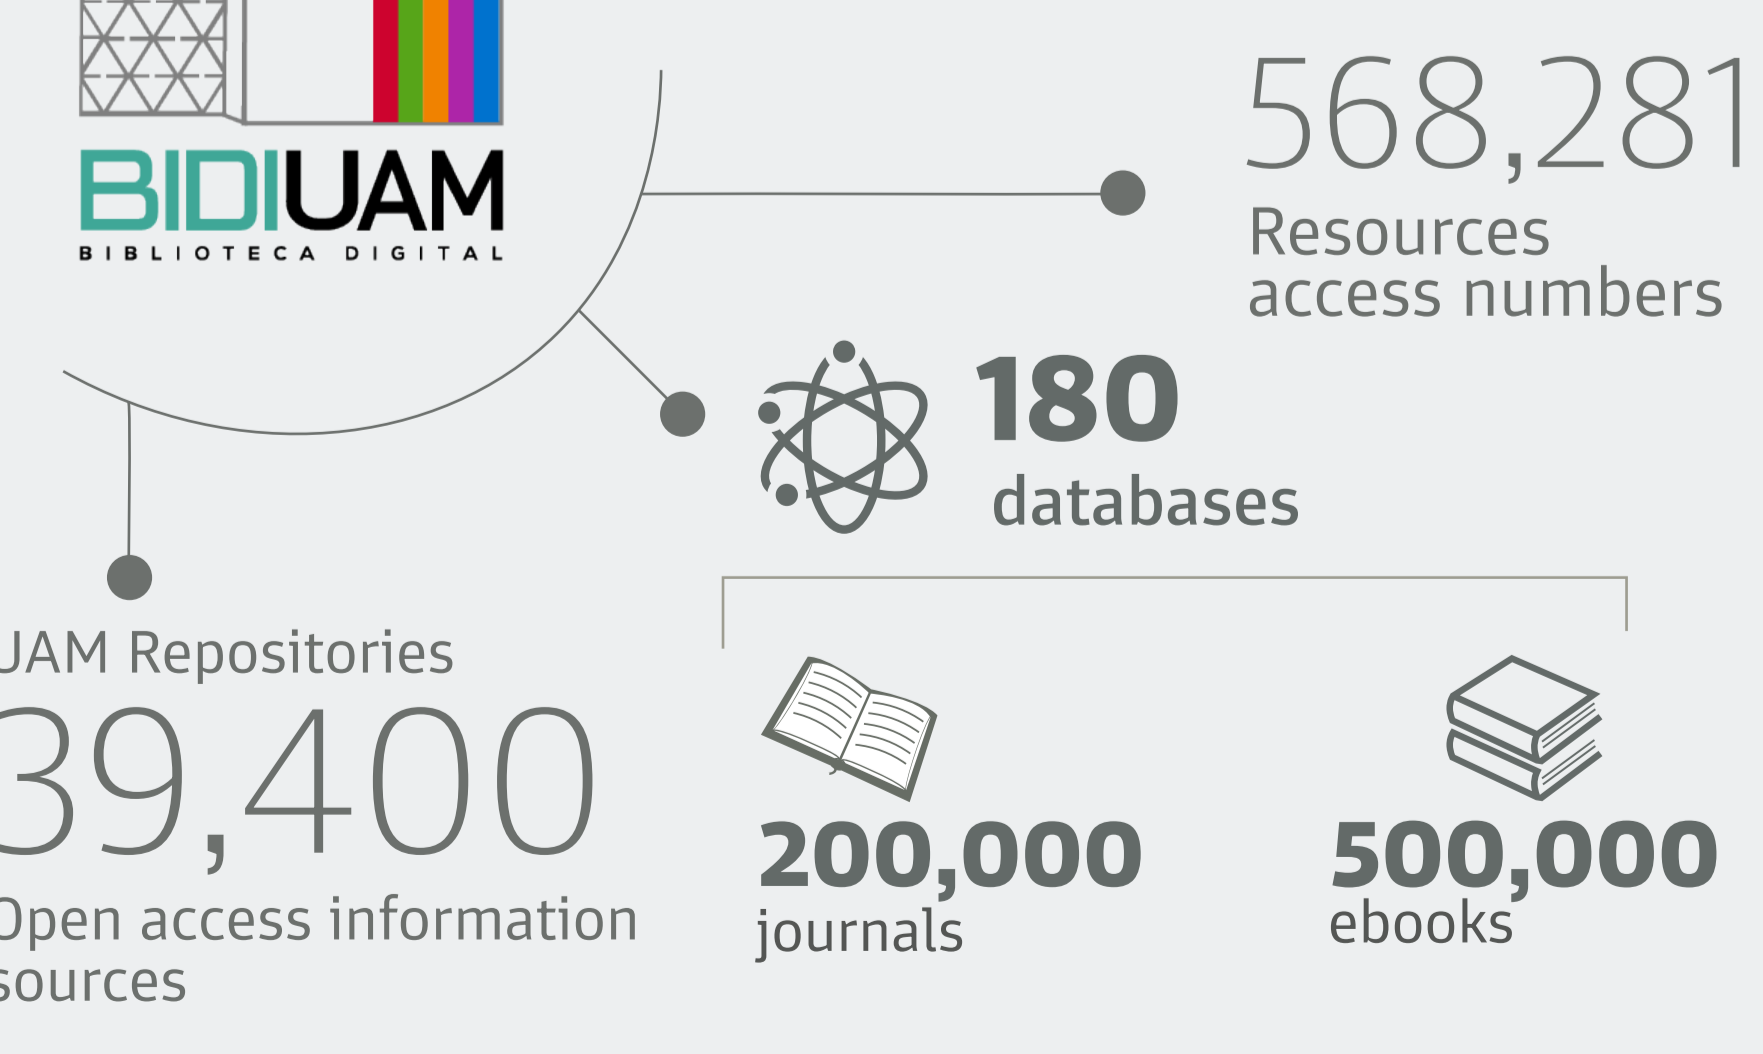 BIDIUAM
BIBLIOTECA DIGITAL
568,281
Resources
access numbers
180
databases
UAM Repositories
39,400
Open access information
sources
200,000
journals
500,000
ebooks